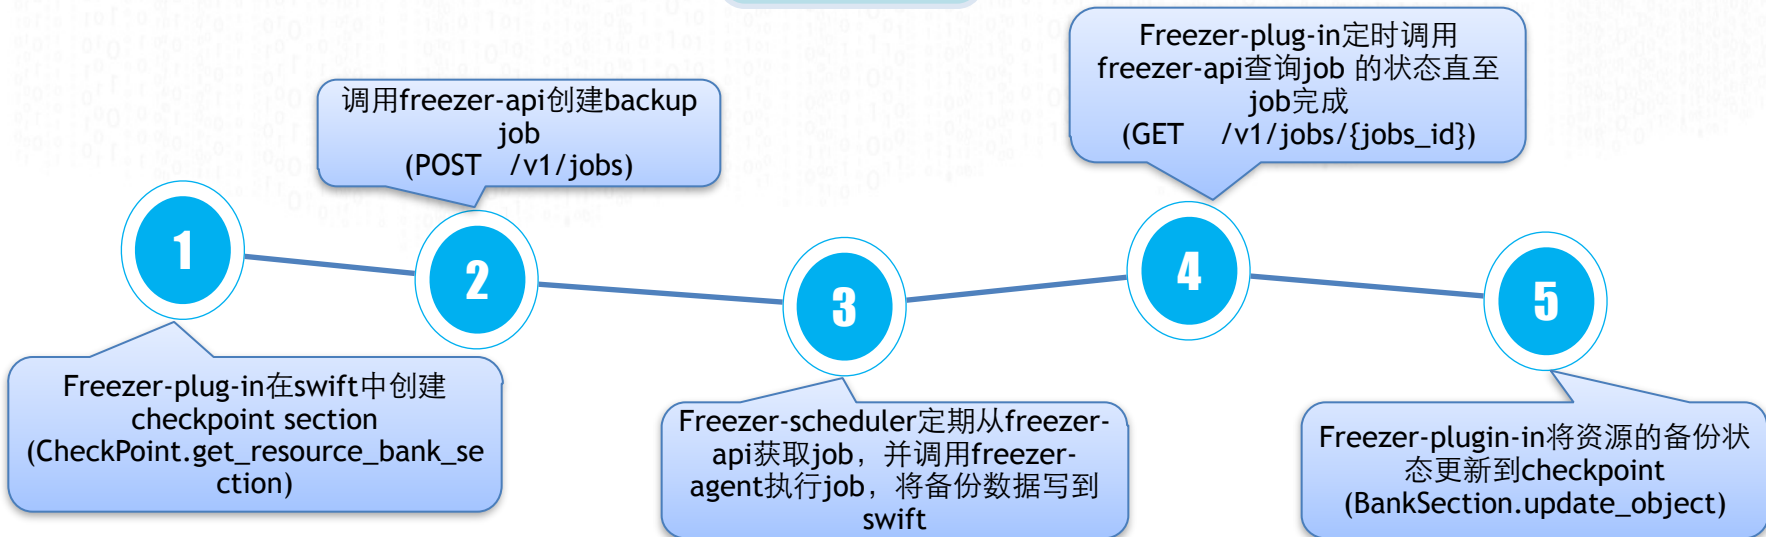 1
Freezer-plug-in在swift中创建
checkpoint section
(CheckPoint.get_resource_bank_se
ction)
2
调用freezer-api创建backup
job
(POST /v1/jobs)
3
Freezer-scheduler定期从freezer-
api获取job，并调用freezer-
agent执行job，将备份数据写到
swift
4
Freezer-plug-in定时调用
freezer-api查询job 的状态直至
job完成
(GET /v1/jobs/{jobs_id})
5
Freezer-plugin-in将资源的备份状
态更新到checkpoint
(BankSection.update_object)